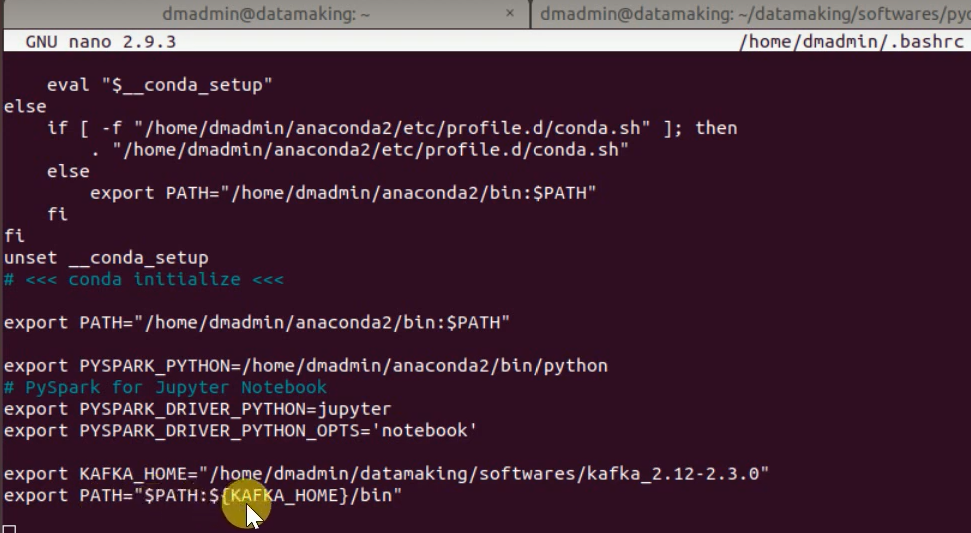 dmadmin@datamaking: ~ × dmadmin@datamaking: ~/datamaking/softwares/pyc
GNU nano 2.9.3 /home/dmadmin/.bashrc
    eval "$__conda_setup"
else
    if [ -f "/home/dmadmin/anaconda2/etc/profile.d/conda.sh" ]; then
        . "/home/dmadmin/anaconda2/etc/profile.d/conda.sh"
    else
        export PATH="/home/dmadmin/anaconda2/bin:$PATH"
    fi
fi
unset __conda_setup
# <<< conda initialize <<<
export PATH="/home/dmadmin/anaconda2/bin:$PATH"
export PYSPARK_PYTHON=/home/dmadmin/anaconda2/bin/python
# PySpark for Jupyter Notebook
export PYSPARK_DRIVER_PYTHON=jupyter
export PYSPARK_DRIVER_PYTHON_OPTS='notebook'
export KAFKA_HOME="/home/dmadmin/datamaking/softwares/kafka_2.12-2.3.0"
export PATH="$PATH:${KAFKA_HOME}/bin"